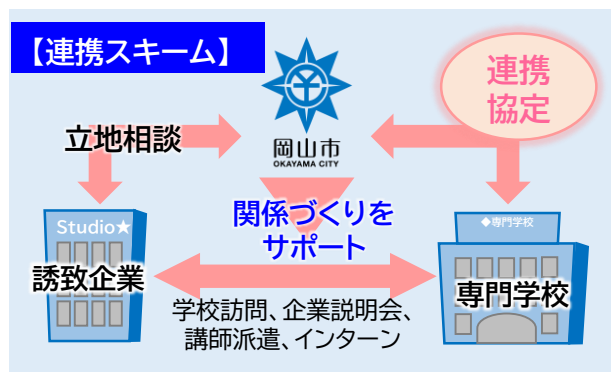 【連携スキーム】
連携
協定
立地相談
岡山市
OKAYAMA CITY
関係づくりを
サポート
Studio★
誘致企業
◆専門学校
専門学校
学校訪問、企業説明会、
講師派遣、インターン